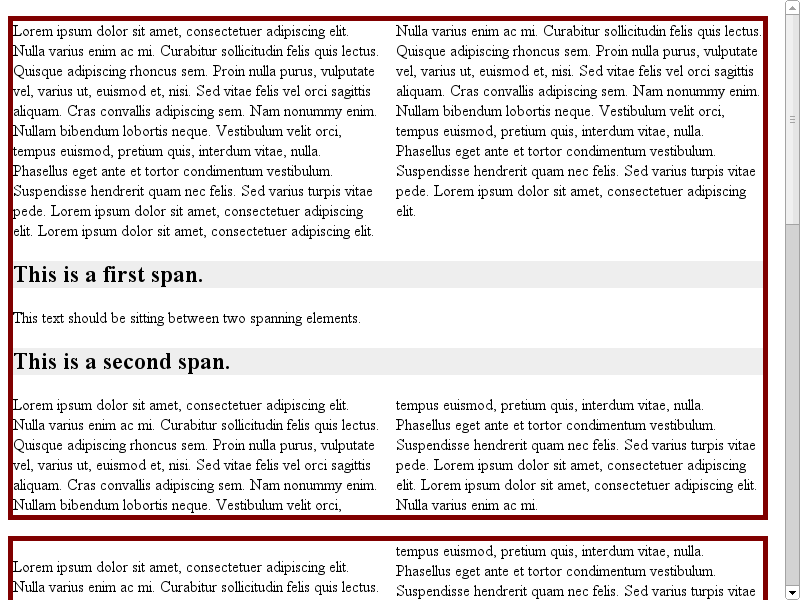 Lorem ipsum dolor sit amet, consectetuer adipiscing elit.
Nulla varius enim ac mi. Curabitur sollicitudin felis quis lectus.
Quisque adipiscing rhoncus sem. Proin nulla purus, vulputate
vel, varius ut, euismod et, nisi. Sed vitae felis vel orci sagittis
aliquam. Cras convallis adipiscing sem. Nam nonummy enim.
Nullam bibendum lobortis neque. Vestibulum velit orci,
tempus euismod, pretium quis, interdum vitae, nulla.
Phasellus eget ante et tortor condimentum vestibulum.
Suspendisse hendrerit quam nec felis. Sed varius turpis vitae
pede. Lorem ipsum dolor sit amet, consectetuer adipiscing
elit. Lorem ipsum dolor sit amet, consectetuer adipiscing elit.
Nulla varius enim ac mi. Curabitur sollicitudin felis quis lectus.
Quisque adipiscing rhoncus sem. Proin nulla purus, vulputate
vel, varius ut, euismod et, nisi. Sed vitae felis vel orci sagittis
aliquam. Cras convallis adipiscing sem. Nam nonummy enim.
Nullam bibendum lobortis neque. Vestibulum velit orci,
tempus euismod, pretium quis, interdum vitae, nulla.
Phasellus eget ante et tortor condimentum vestibulum.
Suspendisse hendrerit quam nec felis. Sed varius turpis vitae
pede. Lorem ipsum dolor sit amet, consectetuer adipiscing
elit.
This is a first span.
This text should be sitting between two spanning elements.
This is a second span.
Lorem ipsum dolor sit amet, consectetuer adipiscing elit.
Nulla varius enim ac mi. Curabitur sollicitudin felis quis lectus.
Quisque adipiscing rhoncus sem. Proin nulla purus, vulputate
vel, varius ut, euismod et, nisi. Sed vitae felis vel orci sagittis
aliquam. Cras convallis adipiscing sem. Nam nonummy enim.
Nullam bibendum lobortis neque. Vestibulum velit orci,
tempus euismod, pretium quis, interdum vitae, nulla.
Phasellus eget ante et tortor condimentum vestibulum.
Suspendisse hendrerit quam nec felis. Sed varius turpis vitae
pede. Lorem ipsum dolor sit amet, consectetuer adipiscing
elit. Lorem ipsum dolor sit amet, consectetuer adipiscing elit.
Nulla varius enim ac mi.
Lorem ipsum dolor sit amet, consectetuer adipiscing elit.
Nulla varius enim ac mi. Curabitur sollicitudin felis quis lectus.
tempus euismod, pretium quis, interdum vitae, nulla.
Phasellus eget ante et tortor condimentum vestibulum.
Suspendisse hendrerit quam nec felis. Sed varius turpis vitae